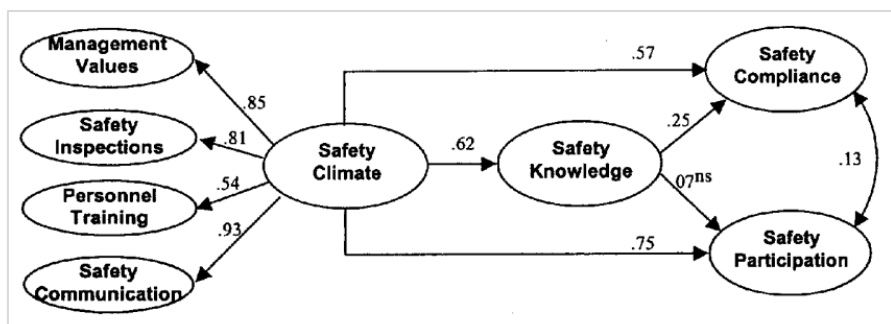 Management
Values
Safety
Inspections
Personnel
Training
Safety
Communication
.85
.81
.54
.93
Safety
Climate
.62
Safety
Knowledge
.57
.25
07ns
.75
Safety
Compliance
.13
Safety
Participation